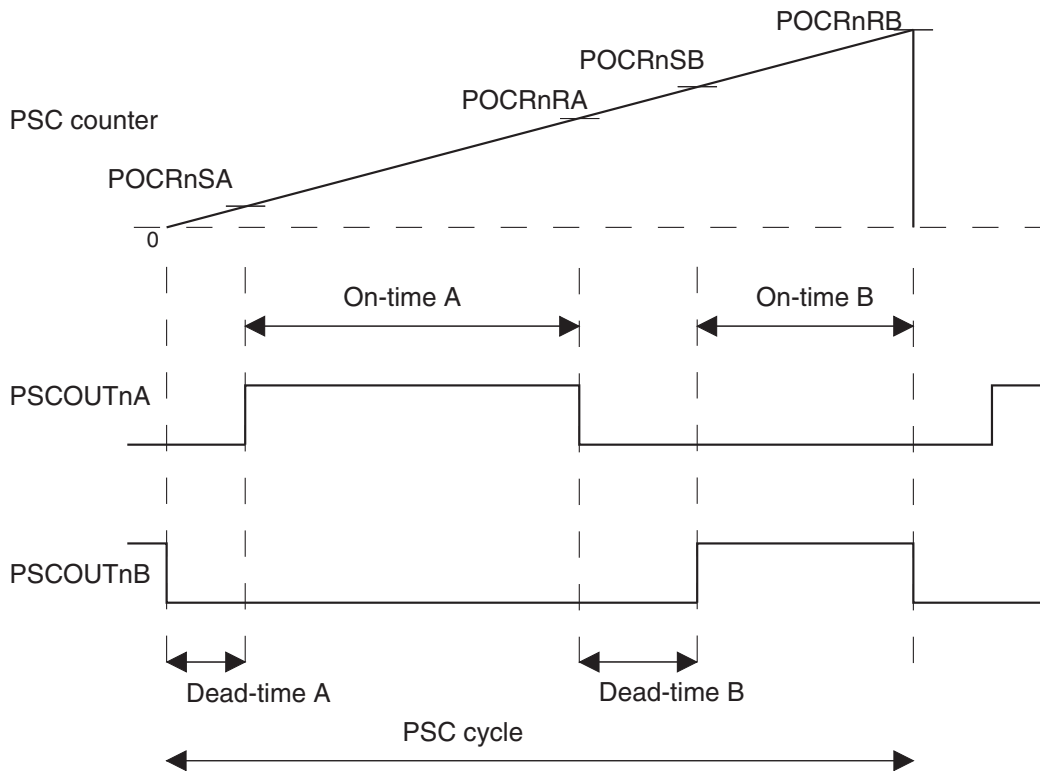 POCRnRB
POCRnSB
POCRnRA
PSC counter
POCRnSA
0
On-time A
On-time B
PSCOUTnA
PSCOUTnB
Dead-time A
Dead-time B
PSC cycle